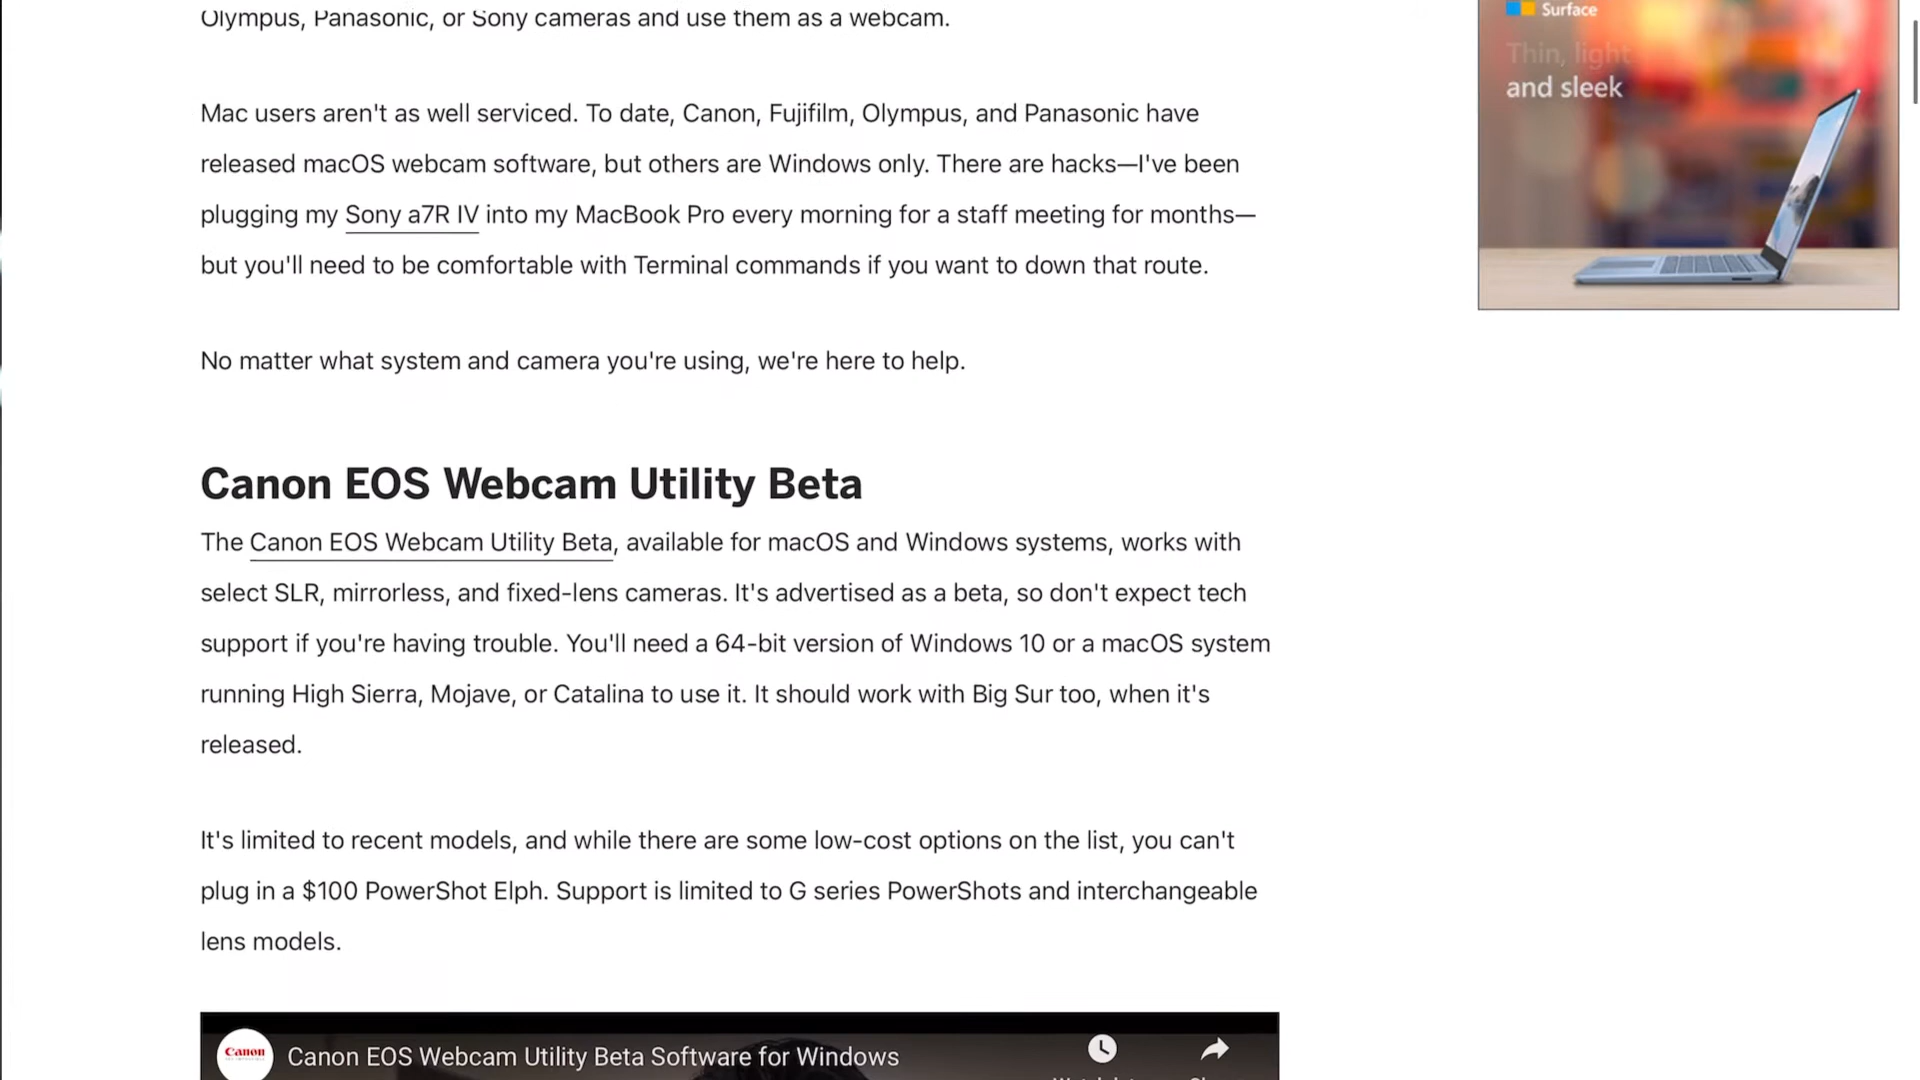 Olympus, Panasonic, or Sony cameras and use them as a webcam.
Mac users aren't as well serviced. To date, Canon, Fujifilm, Olympus, and Panasonic have
released macOS webcam software, but others are Windows only. There are hacks—I've been
plugging my Sony a7R IV into my MacBook Pro every morning for a staff meeting for months—
but you'll need to be comfortable with Terminal commands if you want to down that route.
No matter what system and camera you're using, we're here to help.
Canon EOS Webcam Utility Beta
The Canon EOS Webcam Utility Beta, available for macOS and Windows systems, works with
select SLR, mirrorless, and fixed-lens cameras. It's advertised as a beta, so don't expect tech
support if you're having trouble. You'll need a 64-bit version of Windows 10 or a macOS system
running High Sierra, Mojave, or Catalina to use it. It should work with Big Sur too, when it's
released.
It's limited to recent models, and while there are some low-cost options on the list, you can't
plug in a $100 PowerShot Elph. Support is limited to G series PowerShots and interchangeable
lens models.
Canon
Canon EOS Webcam Utility Beta Software for Windows
Surface
Thin, light
and sleek